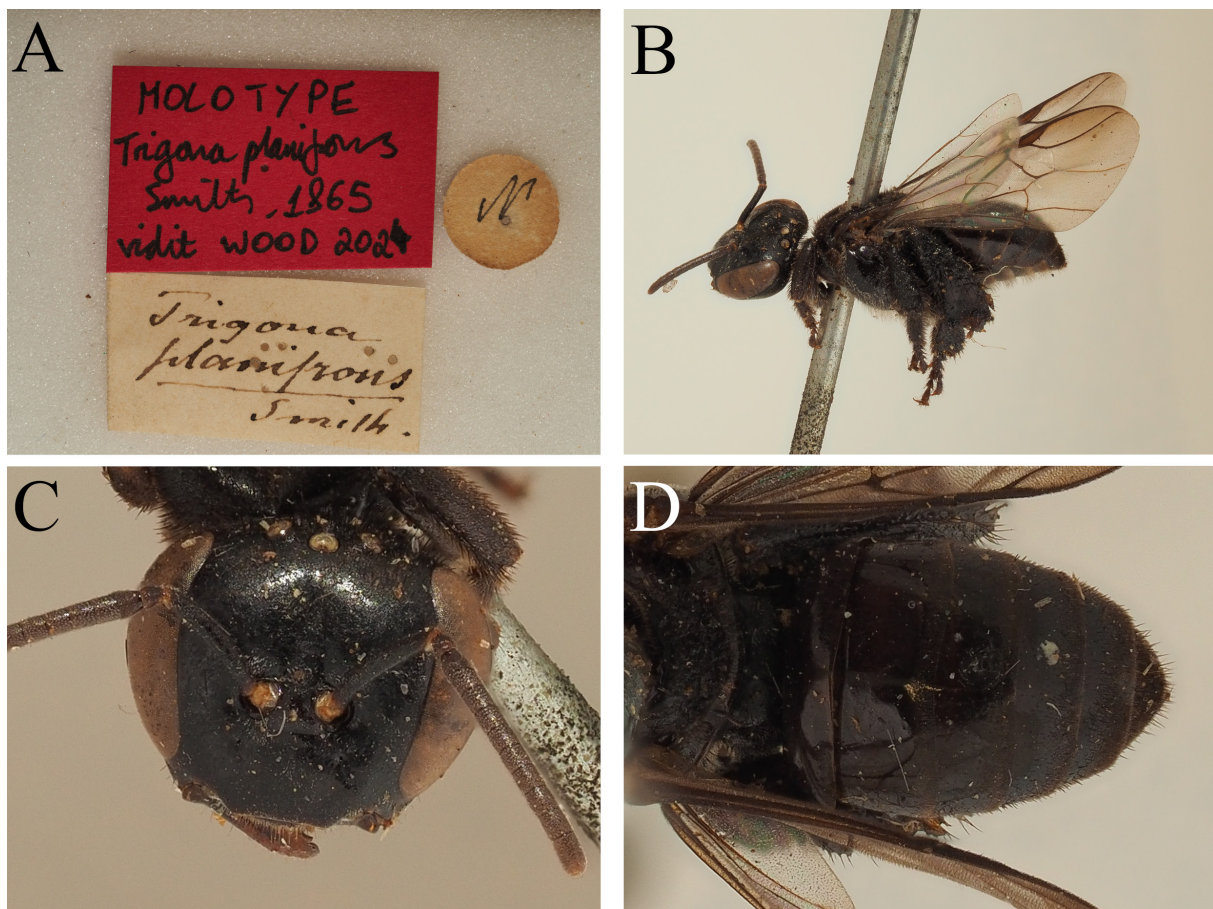 A
HOLOTYPE
Trigona planifrons
Smith, 1865
vidit WOOD 2024
N
Trigona
planifrons
Smith.
B
C
D